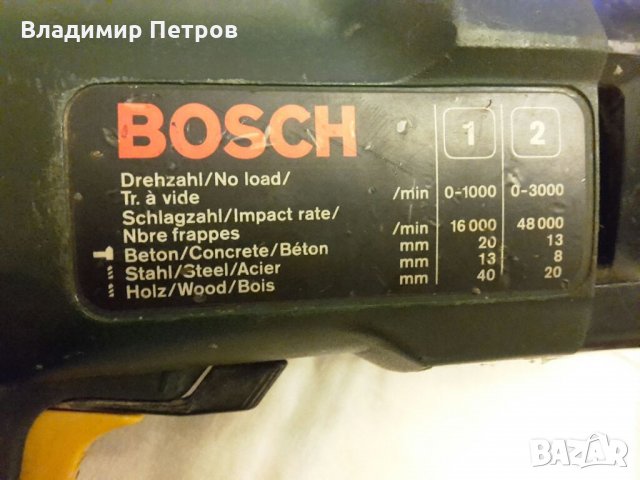 Владимир Петров
BOSCH 1 2
Drehzahl/No load/
Tr. à vide /min 0-1000 0-3000
Schlagzahl/Impact rate/
Nbre frappes /min 16 000 48 000
Beton/Concrete/Béton mm 20 13
Stahl/Steel/Acier mm 13 8
Holz/Wood/Bois mm 40 20
BAZAR